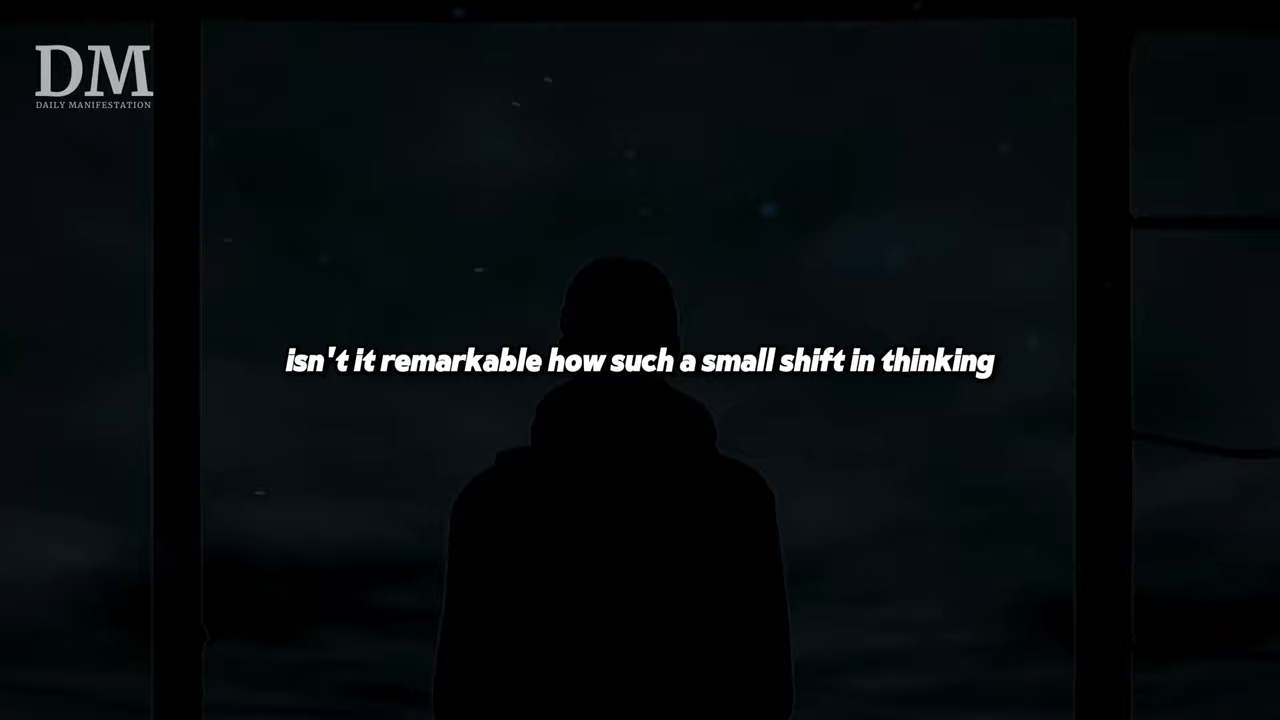 DM
DAILY MANIFESTATION
isn't it remarkable how such a small shift in thinking